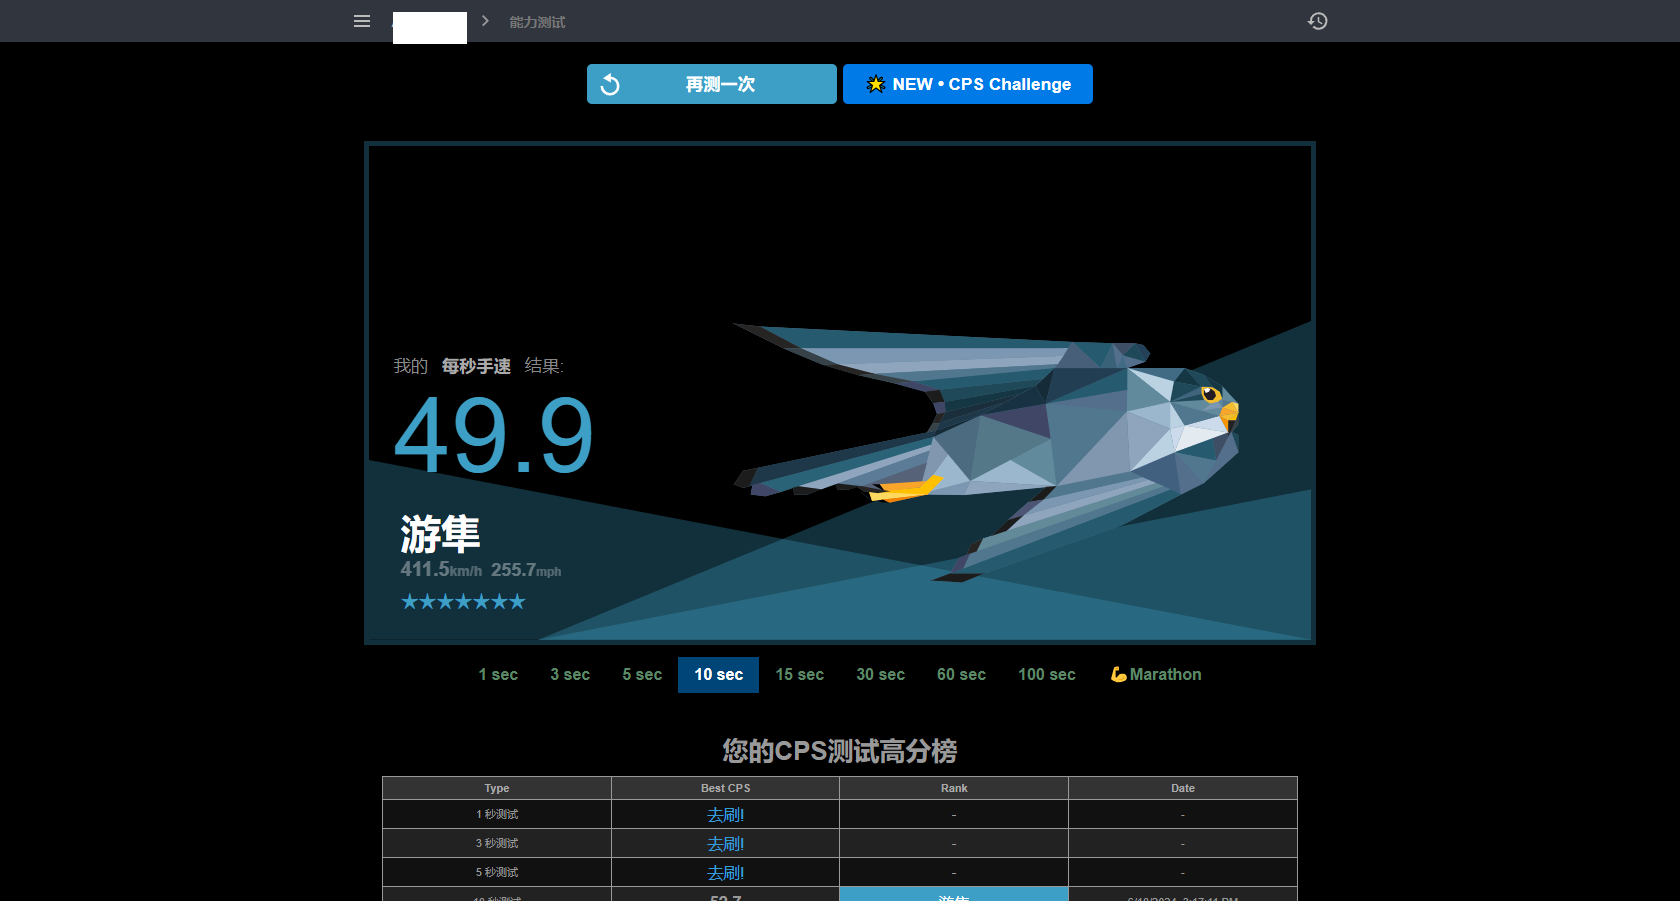 能力测试
再测一次
NEW • CPS Challenge
我的 每秒手速 结果:
49.9
游隼
411.5km/h 255.7mph
★★★★★★★
1 sec 3 sec 5 sec 10 sec 15 sec 30 sec 60 sec 100 sec 💪Marathon
您的CPS测试高分榜
Type Best CPS Rank Date
1 秒测试 去刷! - -
3 秒测试 去刷! - -
5 秒测试 去刷! - -